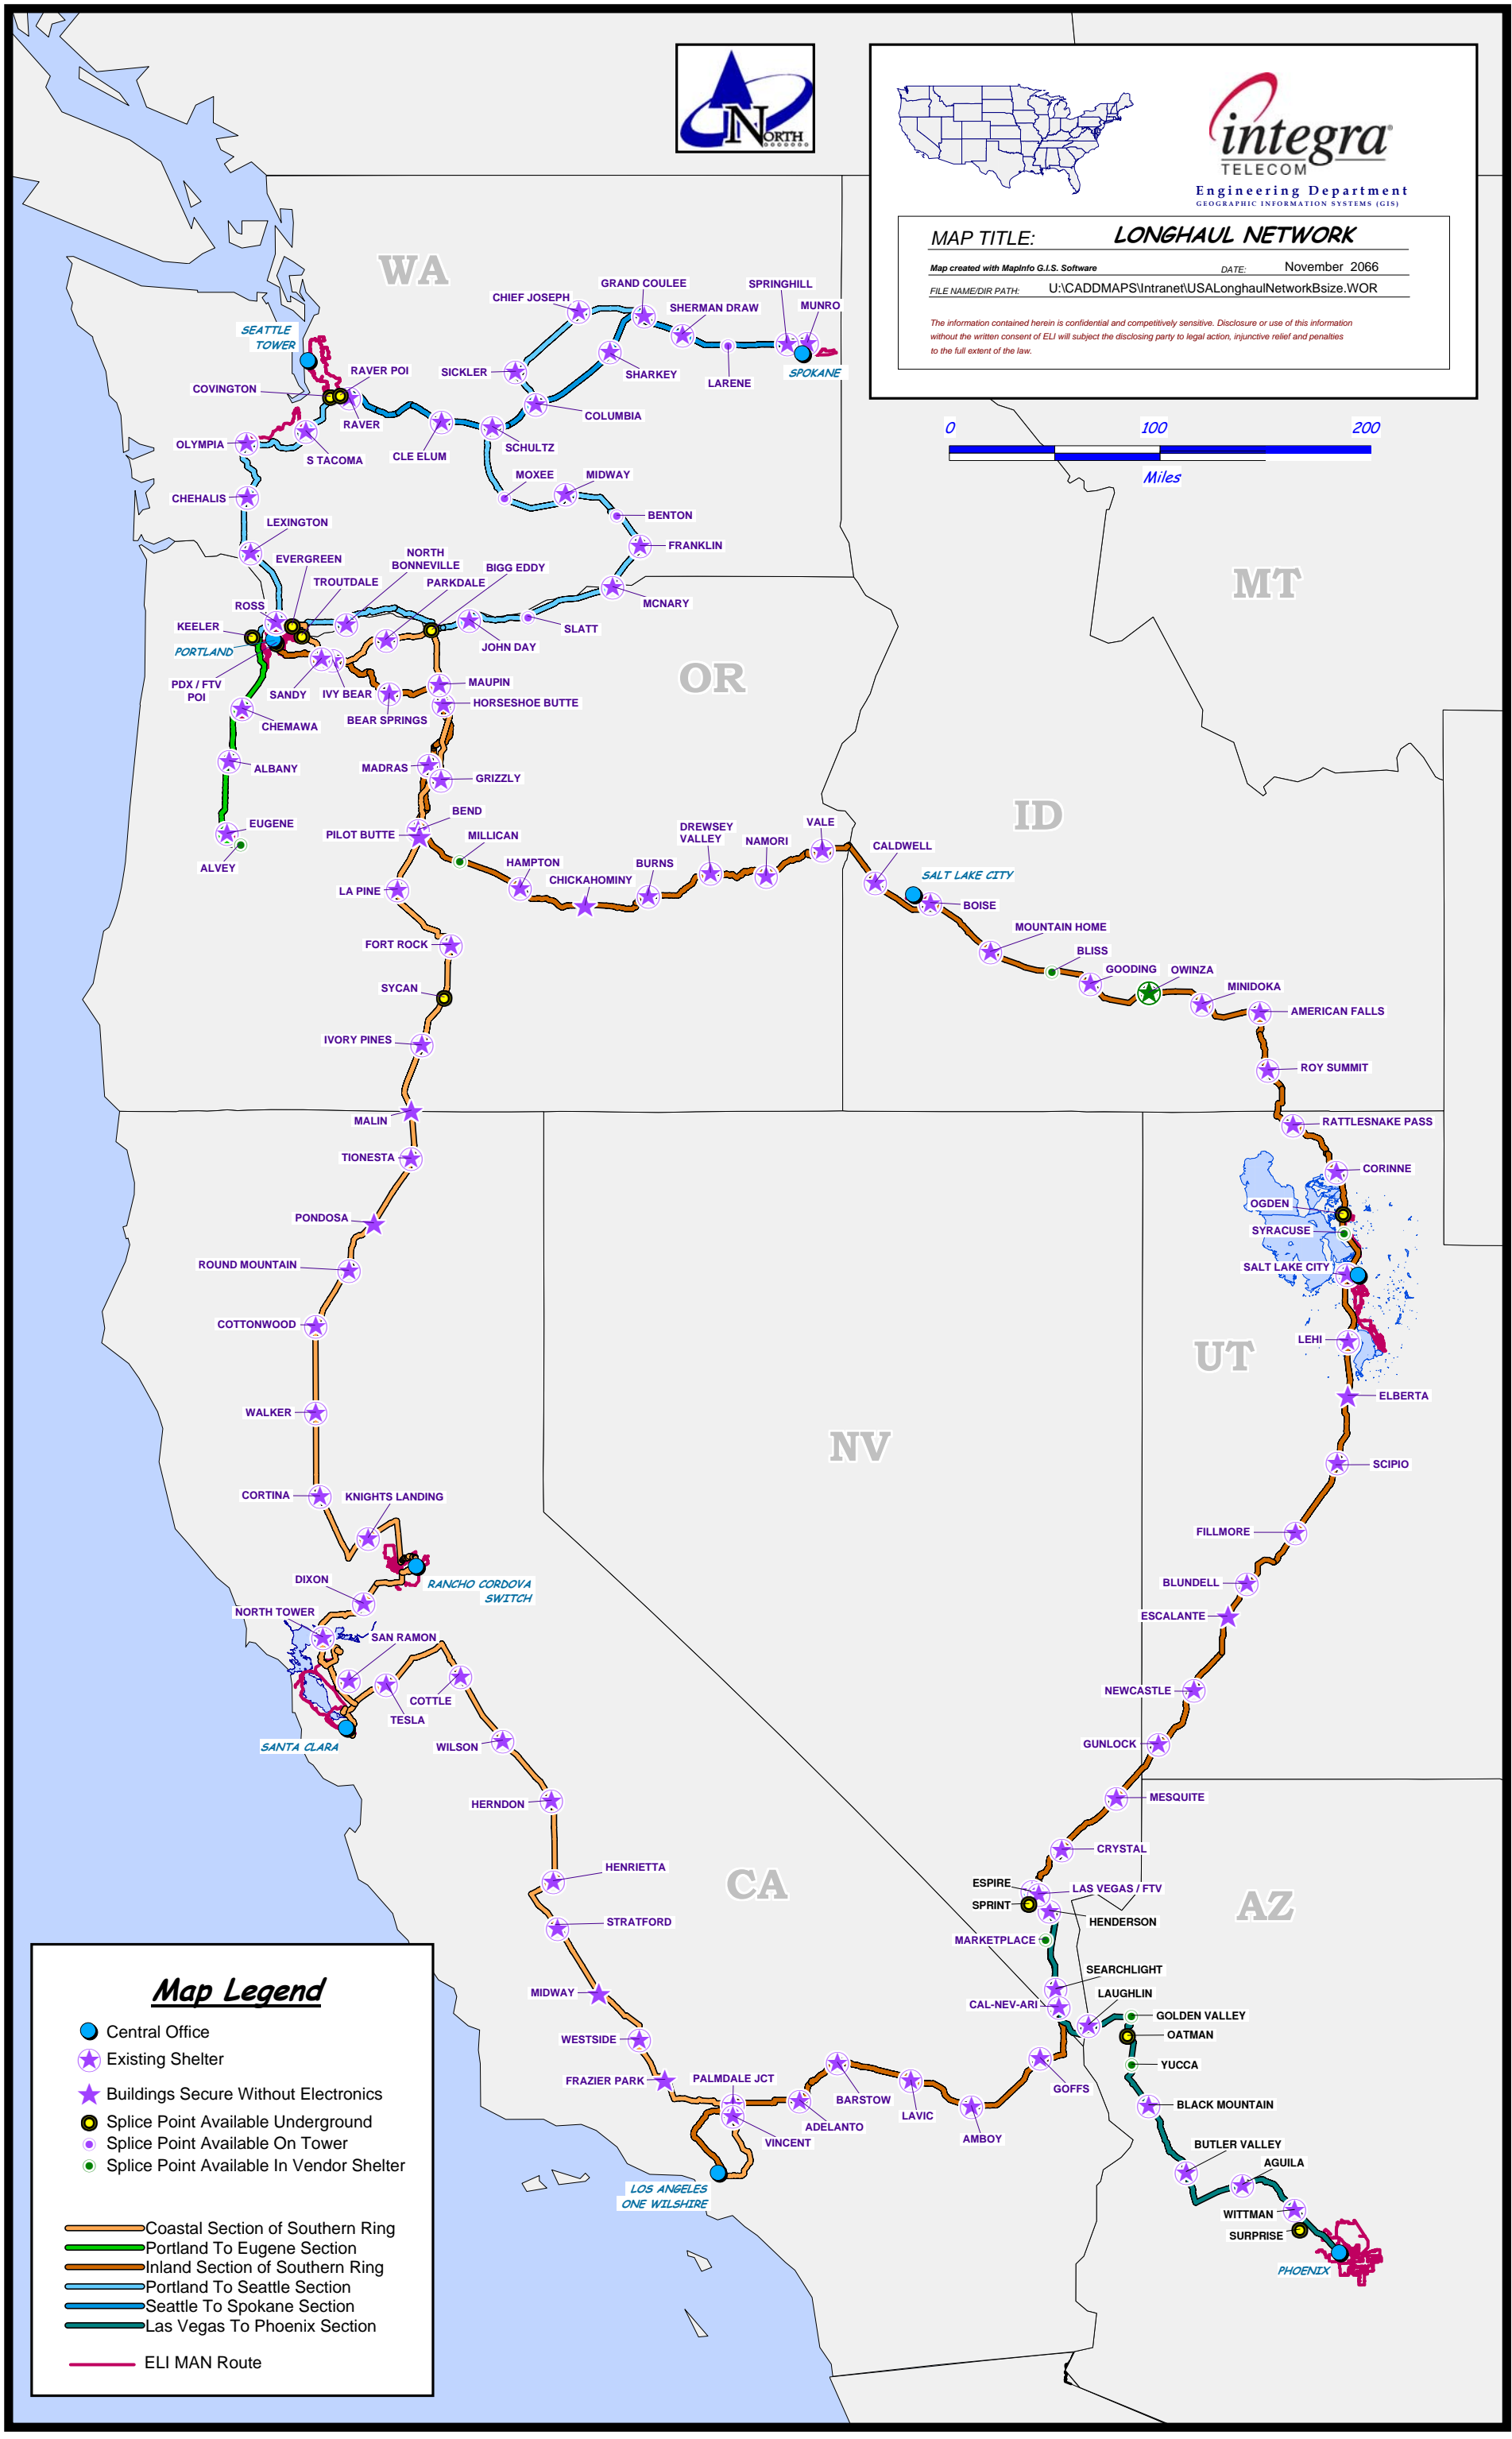 NORTH
integra®
TELECOM
Engineering Department
GEOGRAPHIC INFORMATION SYSTEMS (GIS)
MAP TITLE: LONGHAUL NETWORK
Map created with MapInfo G.I.S. Software DATE: November 2066
FILE NAME/DIR PATH: U:\CADDMAPS\Intranet\USALonghaulNetworkBsize.WOR
The information contained herein is confidential and competitively sensitive. Disclosure or use of this information
without the written consent of ELI will subject the disclosing party to legal action, injunctive relief and penalties
to the full extent of the law.
0 100 200
Miles
WA
GRAND COULEE
SPRINGHILL
CHIEF JOSEPH
SHERMAN DRAW
MUNRO
SEATTLE
TOWER
RAVER POI
SICKLER
SHARKEY
LARENE
SPOKANE
COVINGTON
COLUMBIA
RAVER
OLYMPIA
S TACOMA
CLE ELUM
SCHULTZ
MOXEE
MIDWAY
CHEHALIS
BENTON
LEXINGTON
FRANKLIN
EVERGREEN
NORTH
BONNEVILLE
BIGG EDDY
TROUTDALE
PARKDALE
MT
ROSS
MCNARY
KEELER
SLATT
PORTLAND
JOHN DAY
OR
PDX / FTV
POI
SANDY
IVY BEAR
MAUPIN
HORSESHOE BUTTE
BEAR SPRINGS
CHEMAWA
ALBANY
MADRAS
GRIZZLY
ID
EUGENE
BEND
PILOT BUTTE
MILLICAN
DREWSEY
VALLEY
NAMORI
VALE
CALDWELL
ALVEY
HAMPTON
BURNS
CHICKAHOMINY
SALT LAKE CITY
LA PINE
BOISE
MOUNTAIN HOME
FORT ROCK
BLISS
GOODING
OWINZA
SYCAN
MINIDOKA
AMERICAN FALLS
IVORY PINES
ROY SUMMIT
MALIN
RATTLESNAKE PASS
TIONESTA
CORINNE
PONDOSA
OGDEN
SYRACUSE
ROUND MOUNTAIN
SALT LAKE CITY
COTTONWOOD
LEHI
UT
ELBERTA
WALKER
NV
SCIPIO
CORTINA
KNIGHTS LANDING
FILLMORE
DIXON
RANCHO CORDOVA
SWITCH
BLUNDELL
NORTH TOWER
ESCALANTE
SAN RAMON
COTTLE
NEWCASTLE
TESLA
SANTA CLARA
WILSON
GUNLOCK
HERNDON
MESQUITE
CRYSTAL
HENRIETTA
CA
ESPIRE
LAS VEGAS / FTV
SPRINT
AZ
STRATFORD
HENDERSON
MARKETPLACE
SEARCHLIGHT
MIDWAY
LAUGHLIN
CAL-NEV-ARI
GOLDEN VALLEY
OATMAN
WESTSIDE
YUCCA
FRAZIER PARK
PALMDALE JCT
GOFFS
BARSTOW
LAVIC
BLACK MOUNTAIN
ADELANTO
AMBOY
VINCENT
BUTLER VALLEY
AGUILA
LOS ANGELES
ONE WILSHIRE
WITTMAN
SURPRISE
PHOENIX
Map Legend
Central Office
Existing Shelter
Buildings Secure Without Electronics
Splice Point Available Underground
Splice Point Available On Tower
Splice Point Available In Vendor Shelter
Coastal Section of Southern Ring
Portland To Eugene Section
Inland Section of Southern Ring
Portland To Seattle Section
Seattle To Spokane Section
Las Vegas To Phoenix Section
ELI MAN Route